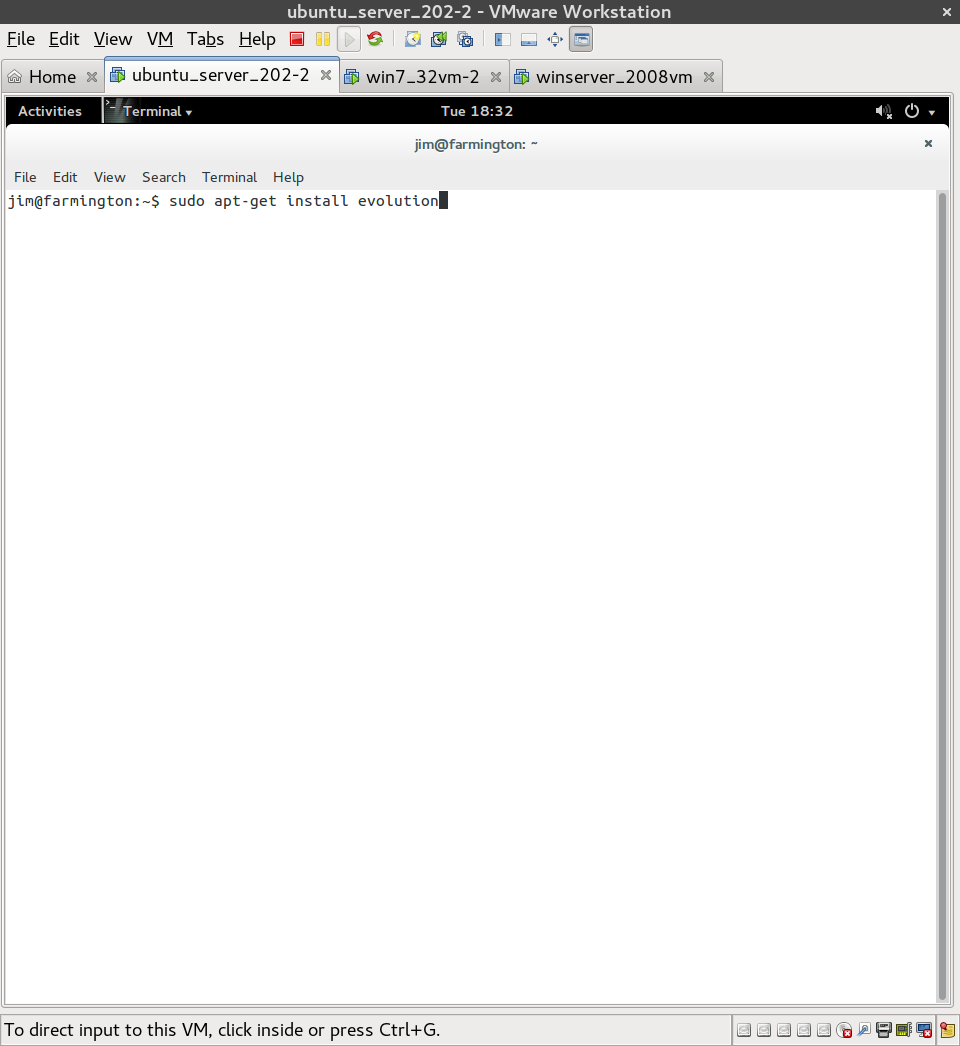 ubuntu_server_202-2 - VMware Workstation
File Edit View VM Tabs Help
Home ubuntu_server_202-2 win7_32vm-2 winserver_2008vm
Activities Terminal Tue 18:32
jim@farmington: ~
File Edit View Search Terminal Help
jim@farmington:~$ sudo apt-get install evolution
To direct input to this VM, click inside or press Ctrl+G.